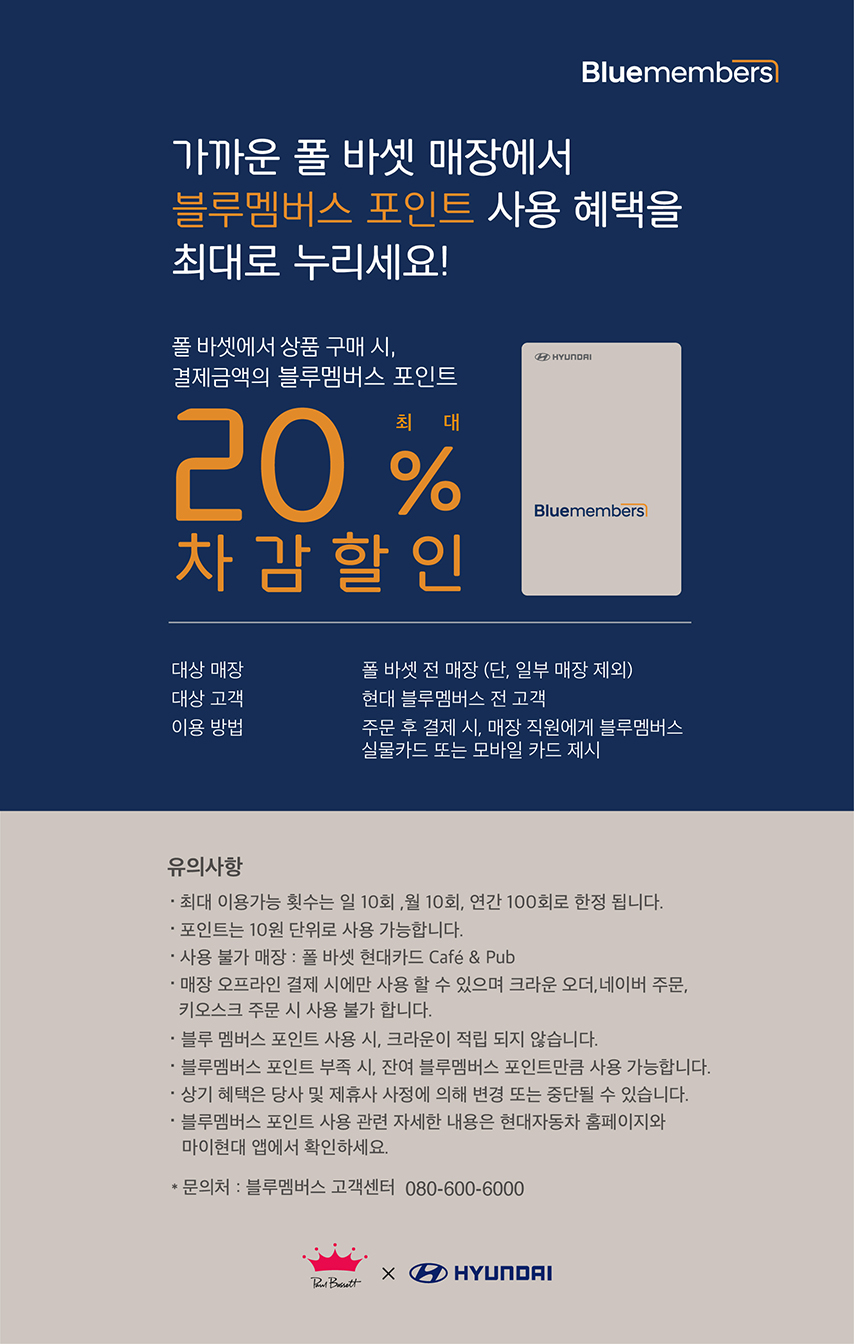 Bluemembers
가까운 폴 바셋 매장에서
블루멤버스 포인트 사용 혜택을
최대로 누리세요!
폴 바셋에서 상품 구매 시,
결제금액의 블루멤버스 포인트
최대
20%
차감할인
HYUNDAI
Bluemembers
대상 매장 폴 바셋 전 매장 (단, 일부 매장 제외)
대상 고객 현대 블루멤버스 전 고객
이용 방법 주문 후 결제 시, 매장 직원에게 블루멤버스
실물카드 또는 모바일 카드 제시
유의사항
· 최대 이용가능 횟수는 일 10회 ,월 10회, 연간 100회로 한정 됩니다.
· 포인트는 10원 단위로 사용 가능합니다.
· 사용 불가 매장 : 폴 바셋 현대카드 Café & Pub
· 매장 오프라인 결제 시에만 사용 할 수 있으며 크라운 오더,네이버 주문,
키오스크 주문 시 사용 불가 합니다.
· 블루 멤버스 포인트 사용 시, 크라운이 적립 되지 않습니다.
· 블루멤버스 포인트 부족 시, 잔여 블루멤버스 포인트만큼 사용 가능합니다.
· 상기 혜택은 당사 및 제휴사 사정에 의해 변경 또는 중단될 수 있습니다.
· 블루멤버스 포인트 사용 관련 자세한 내용은 현대자동차 홈페이지와
마이현대 앱에서 확인하세요.
* 문의처 : 블루멤버스 고객센터 080-600-6000
Paul Bassett × HYUNDAI